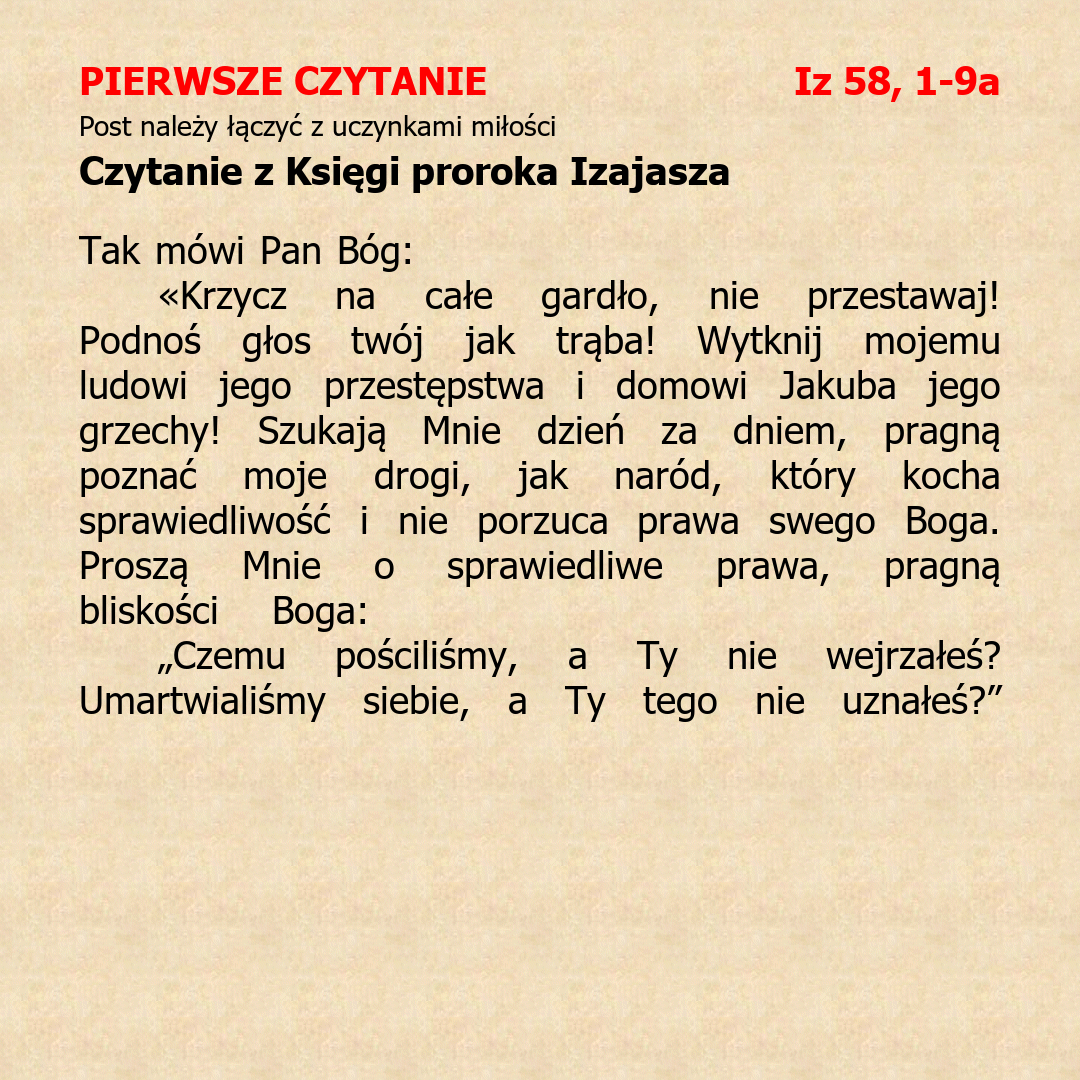 PIERWSZE CZYTANIE Iz 58, 1-9a
Post należy łączyć z uczynkami miłości
Czytanie z Księgi proroka Izajasza
Tak mówi Pan Bóg:
«Krzycz na całe gardło, nie przestawaj!
Podnoś głos twój jak trąba! Wytknij mojemu
ludowi jego przestępstwa i domowi Jakuba jego
grzechy! Szukają Mnie dzień za dniem, pragną
poznać moje drogi, jak naród, który kocha
sprawiedliwość i nie porzuca prawa swego Boga.
Proszą Mnie o sprawiedliwe prawa, pragną
bliskości Boga:
„Czemu pościliśmy, a Ty nie wejrzałeś?
Umartwialiśmy siebie, a Ty tego nie uznałeś?”